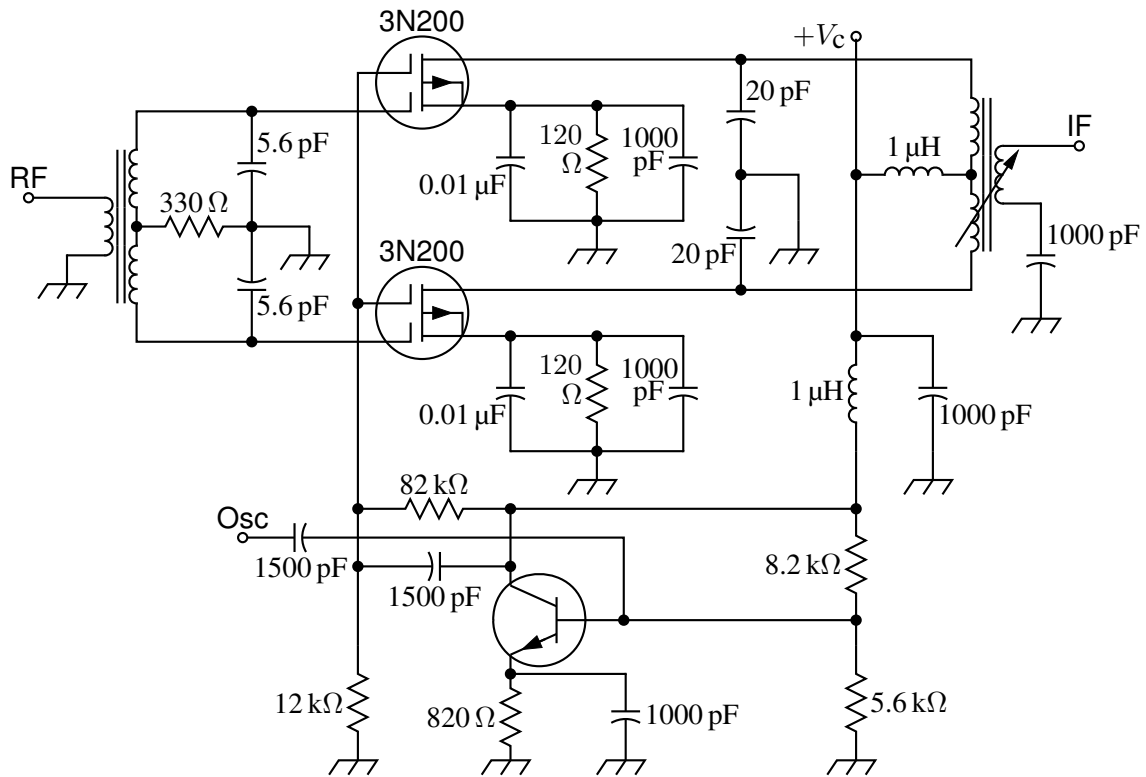 3N200
+Vc
20 pF
IF
5.6 pF
120
Ω
1000
pF
1 µH
RF
0.01 µF
330 Ω
1000 pF
3N200
20 pF
5.6 pF
120
Ω
1000
pF
1 µH
0.01 µF
1000 pF
82 kΩ
Osc
1500 pF
8.2 kΩ
1500 pF
12 kΩ
820 Ω
1000 pF
5.6 kΩ